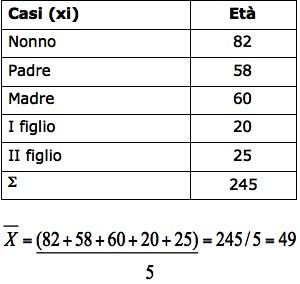 Casi (xi) Età
Nonno 82
Padre 58
Madre 60
I figlio 20
II figlio 25
Σ 245
X̅ = (82+58+60+20+25) = 245/5 = 49
5